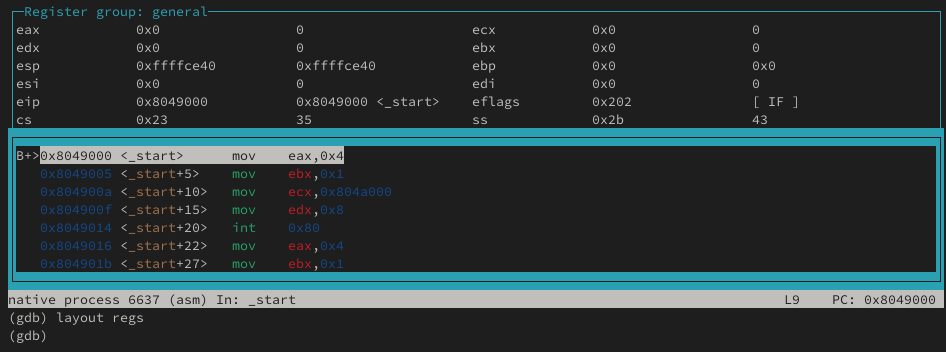 Register group: general
eax 0x0 0 ecx 0x0 0
edx 0x0 0 ebx 0x0 0
esp 0xffffce40 0xffffce40 ebp 0x0 0x0
esi 0x0 0 edi 0x0 0
eip 0x8049000 0x8049000 <_start> eflags 0x202 [ IF ]
cs 0x23 35 ss 0x2b 43
B+>0x8049000 <_start> mov eax,0x4
0x8049005 <_start+5> mov ebx,0x1
0x804900a <_start+10> mov ecx,0x804a000
0x804900f <_start+15> mov edx,0x8
0x8049014 <_start+20> int 0x80
0x8049016 <_start+22> mov eax,0x4
0x804901b <_start+27> mov ebx,0x1
native process 6637 (asm) In: _start L9 PC: 0x8049000
(gdb) layout regs
(gdb)